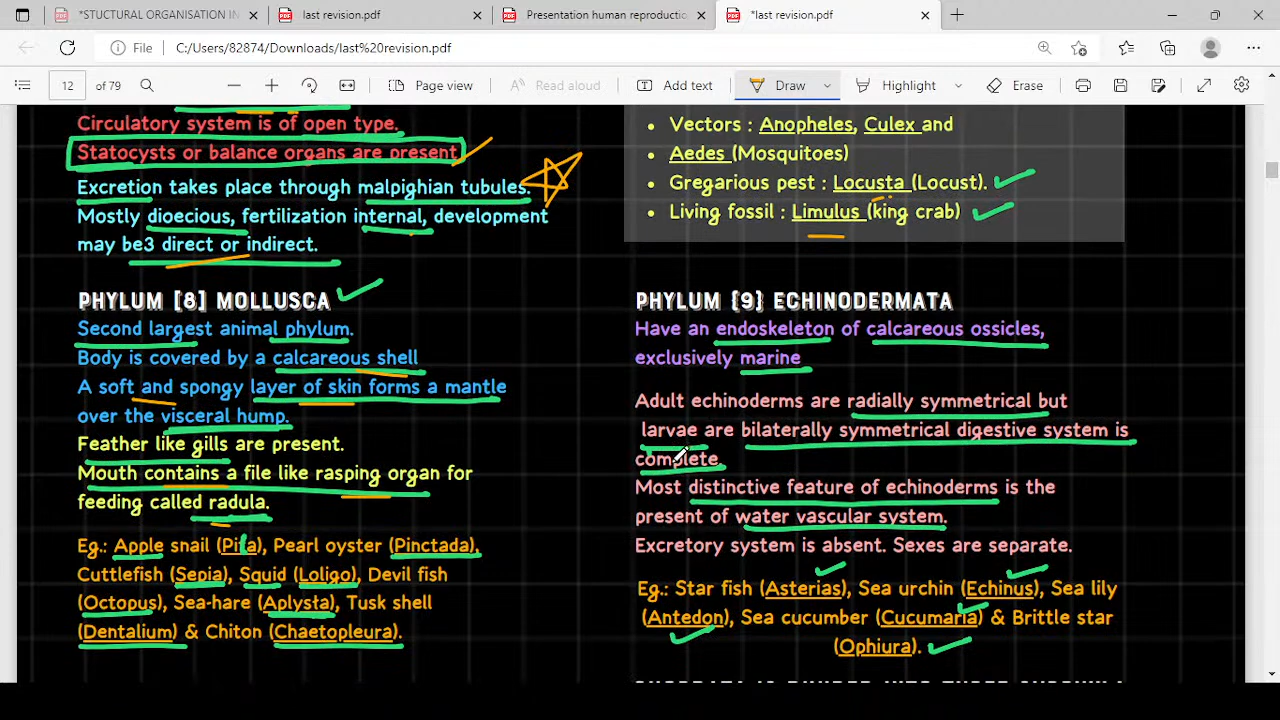 *STUCTURAL ORGANISATION IN
last revision.pdf
Presentation human reproductio
*last revision.pdf
File
C:/Users/82874/Downloads/last%20revision.pdf
12 of 79
Page view
Read aloud
Add text
Draw
Highlight
Erase
Circulatory system is of open type.
Statocysts or balance organs are present
Excretion takes place through malpighian tubules.
Mostly dioecious, fertilization internal, development
may be3 direct or indirect.
PHYLUM [8] MOLLUSCA
Second largest animal phylum.
Body is covered by a calcareous shell
A soft and spongy layer of skin forms a mantle
over the visceral hump.
Feather like gills are present.
Mouth contains a file like rasping organ for
feeding called radula.
Eg.: Apple snail (Pila), Pearl oyster (Pinctada),
Cuttlefish (Sepia), Squid (Loligo), Devil fish
(Octopus), Sea-hare (Aplysta), Tusk shell
(Dentalium) & Chiton (Chaetopleura).
• Vectors : Anopheles, Culex and
• Aedes (Mosquitoes)
• Gregarious pest : Locusta (Locust).
• Living fossil : Limulus (king crab)
PHYLUM {9} ECHINODERMATA
Have an endoskeleton of calcareous ossicles,
exclusively marine
Adult echinoderms are radially symmetrical but
larvae are bilaterally symmetrical digestive system is
complete.
Most distinctive feature of echinoderms is the
present of water vascular system.
Excretory system is absent. Sexes are separate.
Eg.: Star fish (Asterias), Sea urchin (Echinus), Sea lily
(Antedon), Sea cucumber (Cucumaria) & Brittle star
(Ophiura).